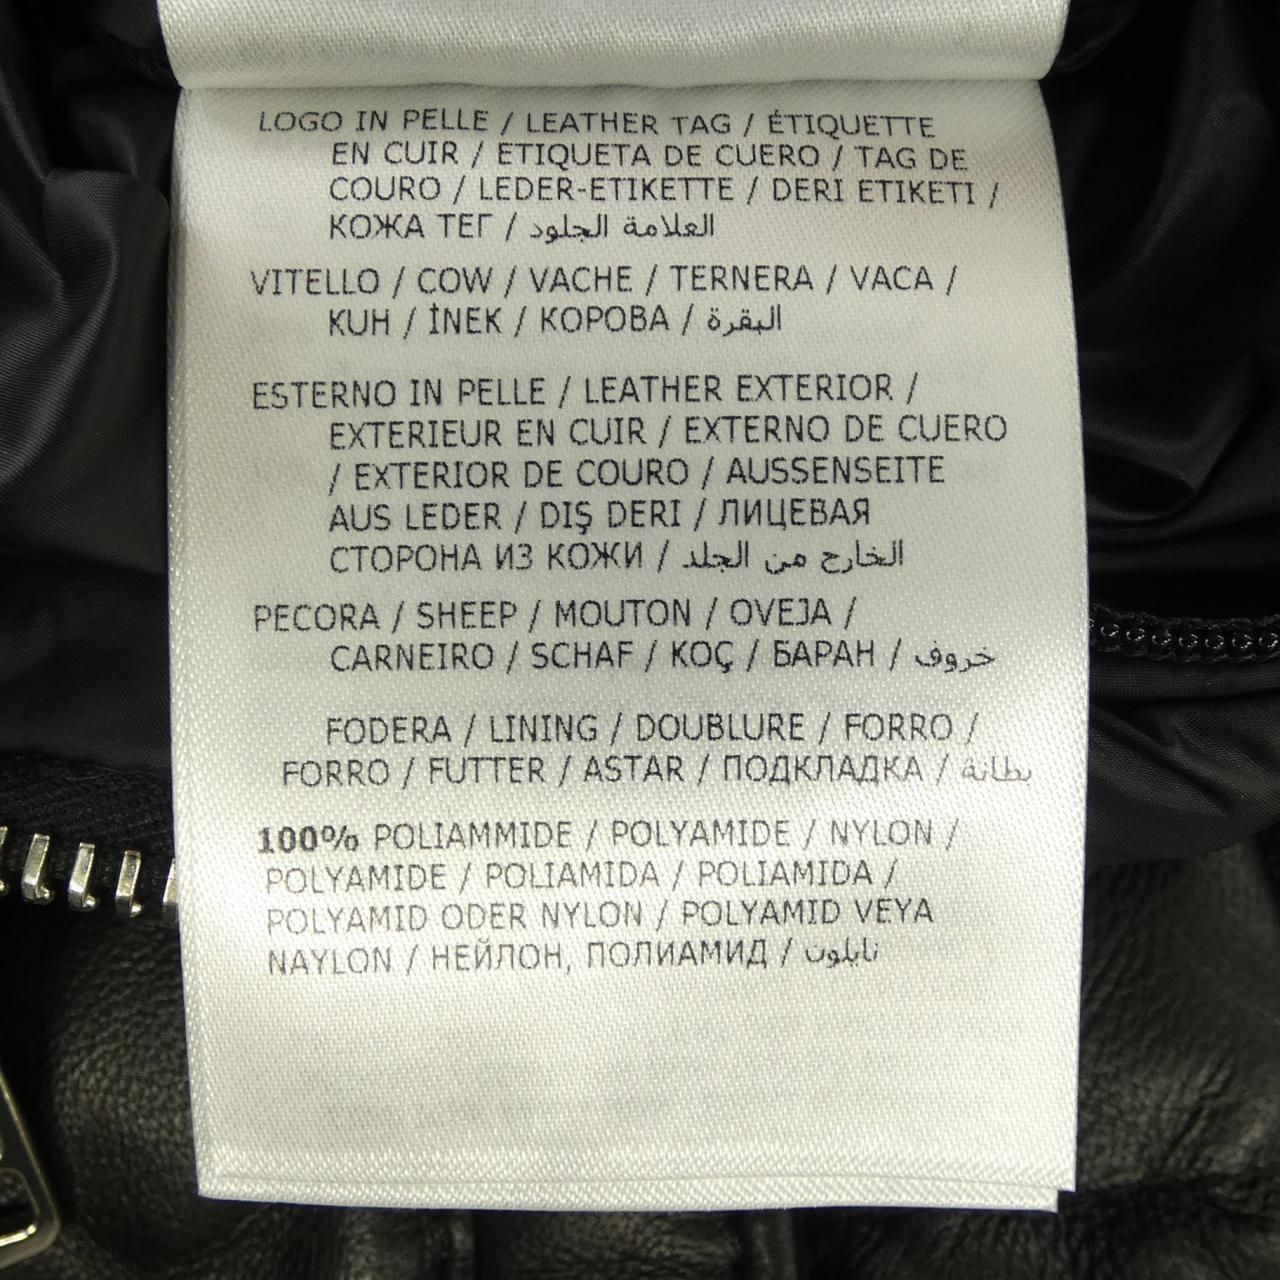 LOGO IN PELLE / LEATHER TAG / ÉTIQUETTE
EN CUIR / ETIQUETA DE CUERO / TAG DE
COURO / LEDER-ETIKETTE / DERI ETIKETI /
КОЖА ТЕГ / العلامة الجلود
VITELLO / COW / VACHE / TERNERA / VACA /
KUH / İNEK / КОРОВА / البقرة
ESTERNO IN PELLE / LEATHER EXTERIOR /
EXTERIEUR EN CUIR / EXTERNO DE CUERO
/ EXTERIOR DE COURO / AUSSENSEITE
AUS LEDER / DIŞ DERI / ЛИЦЕВАЯ
СТОРОНА ИЗ КОЖИ / الخارج من الجلد
PECORA / SHEEP / MOUTON / OVEJA /
CARNEIRO / SCHAF / KOÇ / БАРАН / خروف
FODERA / LINING / DOUBLURE / FORRO /
FORRO / FUTTER / ASTAR / ПОДКЛАДКА / بطانة
100% POLIAMMIDE / POLYAMIDE / NYLON /
POLYAMIDE / POLIAMIDA / POLIAMIDA /
POLYAMID ODER NYLON / POLYAMID VEYA
NAYLON / НЕЙЛОН, ПОЛИАМИД / نايلون